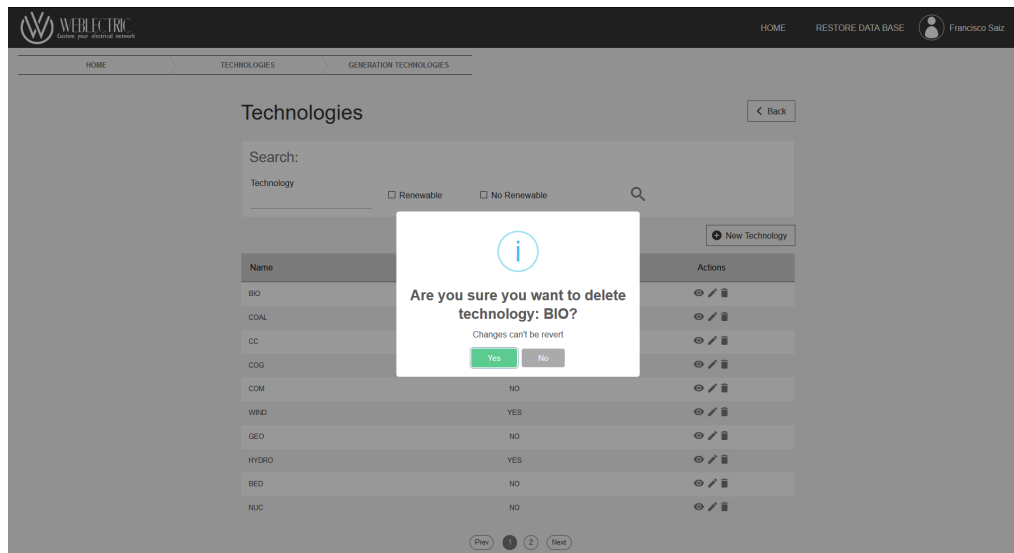 WEBLECTRIC
Custom your electrical network
HOME RESTORE DATA BASE Francisco Saiz
HOME TECHNOLOGIES GENERATION TECHNOLOGIES
Technologies
Back
Search:
Technology
Renewable No Renewable
New Technology
Name Actions
i
Are you sure you want to delete
technology: BIO?
Changes can't be revert
Yes No
BIO
COAL
CC
COG
COM NO
WIND YES
GEO NO
HYDRO YES
BED NO
NUC NO
Prev 1 2 Next